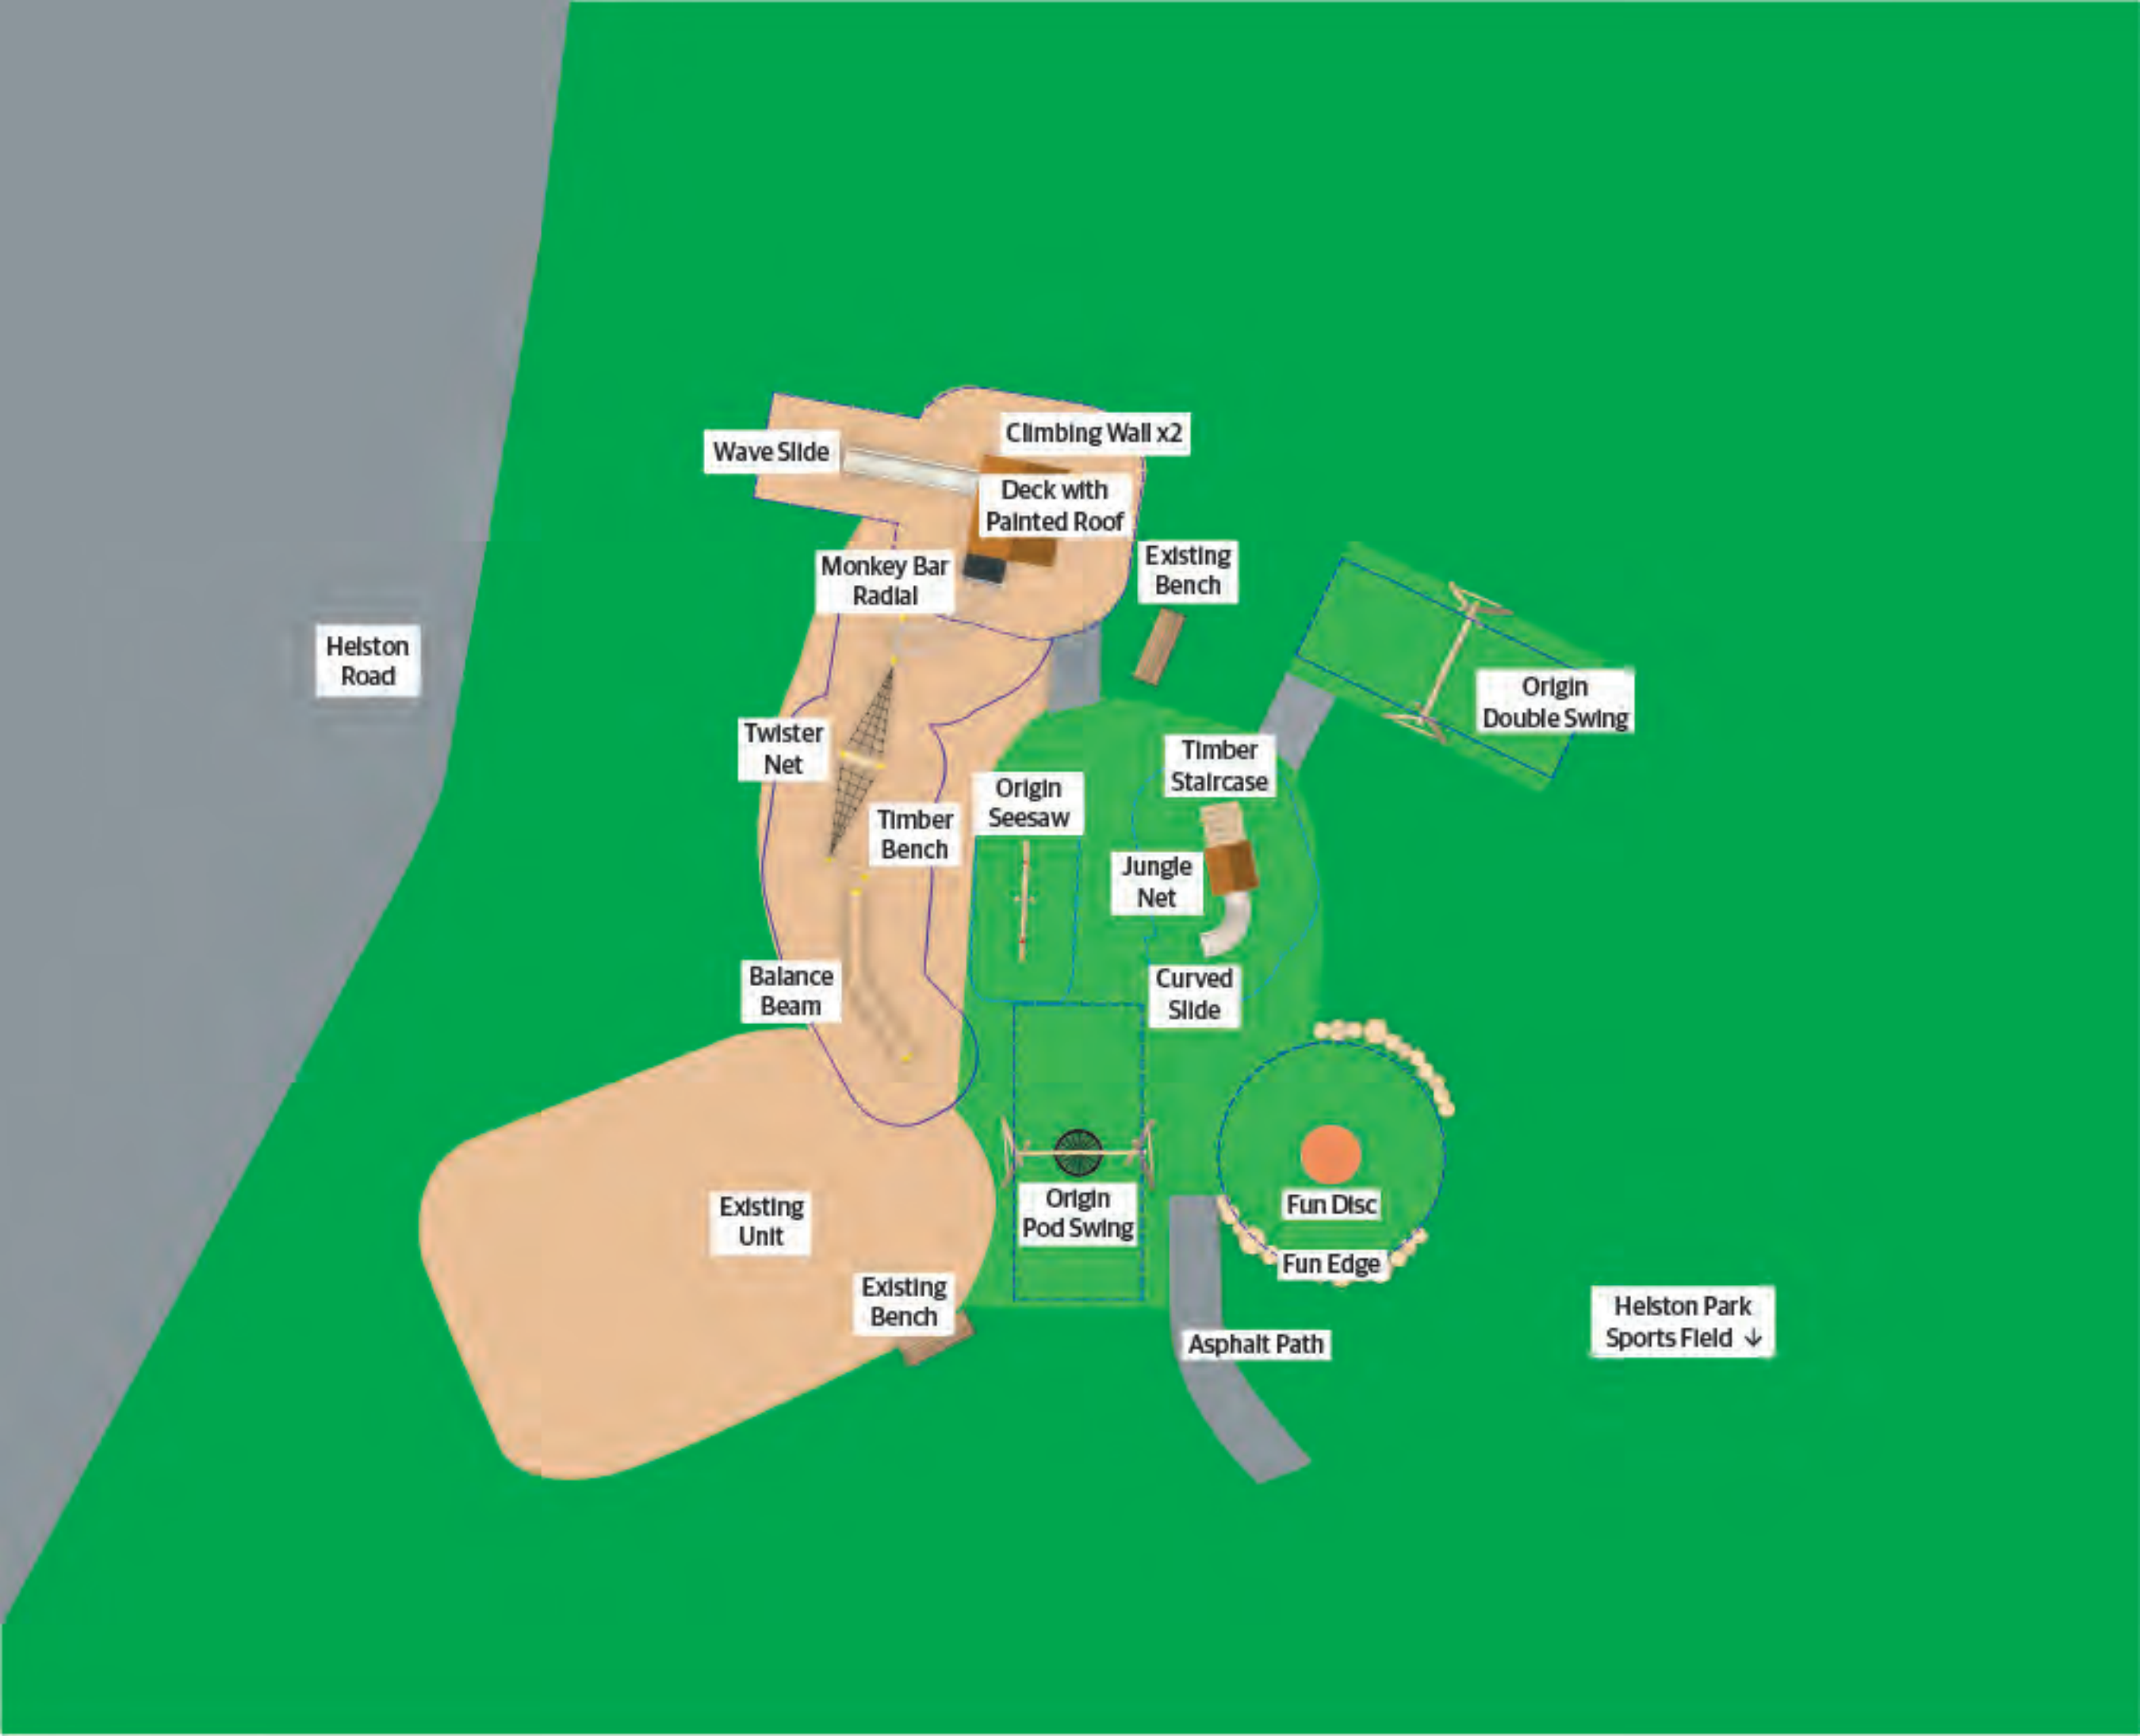 Climbing Wall x2
Wave Slide
Deck with
Painted Roof
Existing
Bench
Monkey Bar
Radial
Helston
Road
Origin
Double Swing
Twister
Net
Timber
Staircase
Origin
Seesaw
Timber
Bench
Jungle
Net
Balance
Beam
Curved
Slide
Existing
Unit
Origin
Pod Swing
Fun Disc
Fun Edge
Existing
Bench
Asphalt Path
Helston Park
Sports Field ↓